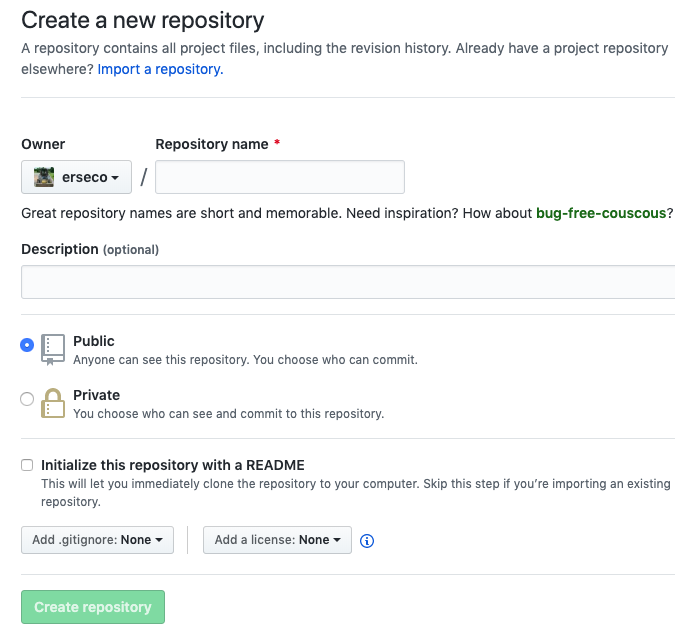 Create a new repository
A repository contains all project files, including the revision history. Already have a project repository
elsewhere? Import a repository.
Owner
Repository name *
erseco
/
Great repository names are short and memorable. Need inspiration? How about bug-free-couscous?
Description (optional)
Public
Anyone can see this repository. You choose who can commit.
Private
You choose who can see and commit to this repository.
Initialize this repository with a README
This will let you immediately clone the repository to your computer. Skip this step if you’re importing an existing
repository.
Add .gitignore: None
Add a license: None
Create repository